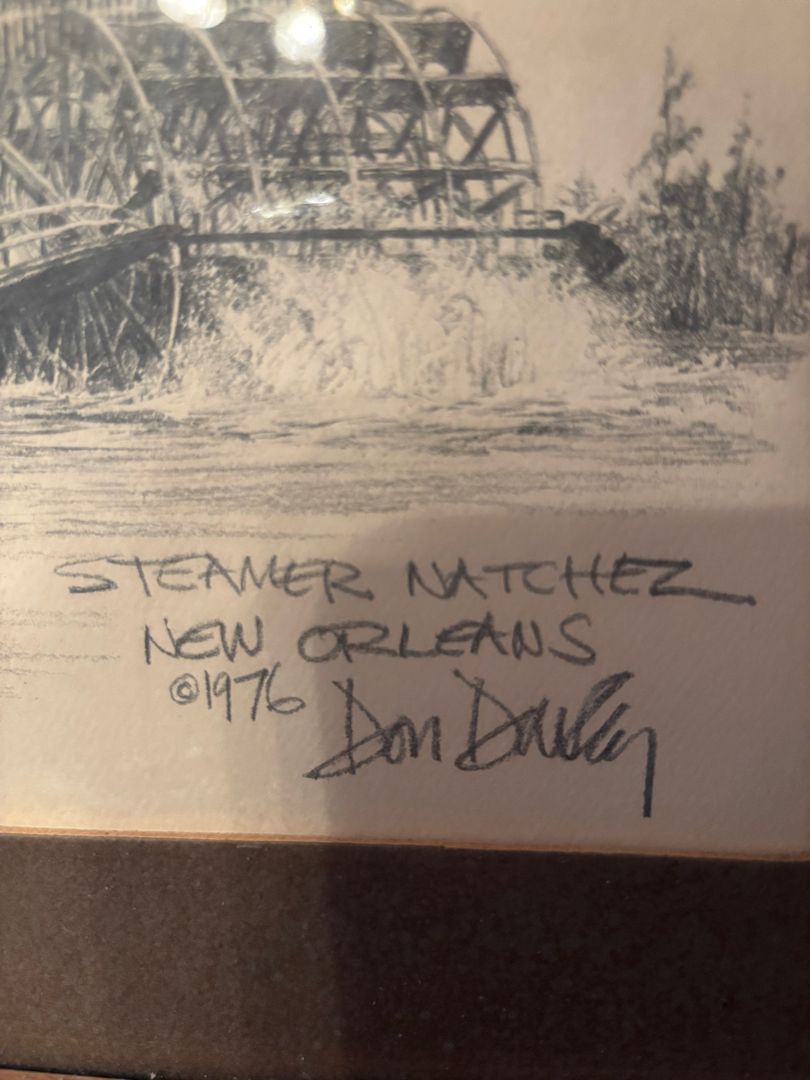 STEAMER NATCHEZ
NEW ORLEANS
©1976 Don Davey